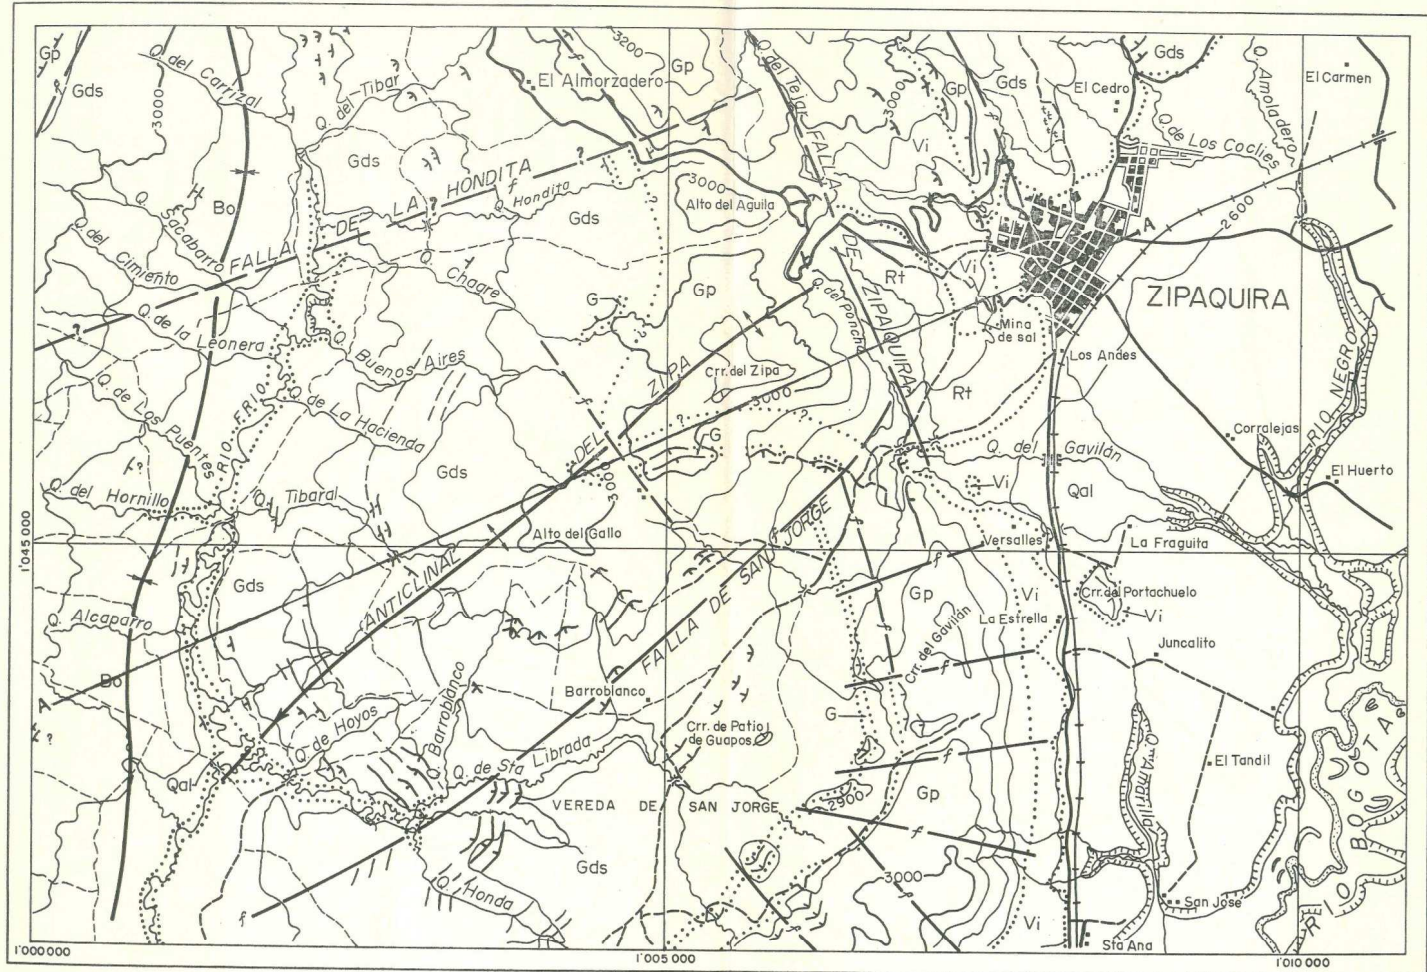 Gp
Gds
Q. del Carrizal
3000
Q. del Tibar
El Almorzadero
3200
Gp
Q. del Tejar
FALLA DE ZIPAQUIRA
3000
Gp
Gds
El Cedro
Gds
Q. Amoladero
El Carmen
Q. de Los Coclies
Vi
Gds
FALLA DE LA HONDITA
?
f
?
Q. Hondita
3000
Alto del Aguila
Gds
?
Bo
Q. Sacabarro
Q. del Cimiento
Q. de la Leonera
Q. Chagre
G
Gp
Rt
Vi
A
2600
ZIPAQUIRA
Q. del Poncho
Mina de sal
Los Andes
?
?
Q. Buenos Aires
Crr. del Zipa
3000
Rt
RIO NEGRO
Q. de Los Puentes
RIO FRIO
Q. de La Hacienda
f
ANTICLINAL DEL ZIPA
?
?
G
Corralejas
El Huerto
?
Gds
Q. del Gavilán
Q. del Hornillo
Q. Tibaral
3000
Vi
Qal
1'045 000
Alto del Gallo
f
FALLA DE SAN JORGE
f
Versalles
La Fraguita
Gds
f
f
Gp
Vi
Crr. del Portachuelo
Vi
Q. Alcaparro
La Estrella
Juncalito
Crr. del Gavilán
f
Bo
A
?
Barroblanco
Q. Barroblanco
Q. de Hoyos
Crr. de Patio de Guapos
G
f
El Tandil
Q. Amarilla
RIO BOGOTA
Qal
Q. de Sta Librada
VEREDA DE SAN JORGE
2900
Gp
f
Gds
f
3000
Q. Honda
f
f
Vi
San José
Sta Ana
1'000 000
1'005 000
1'010 000